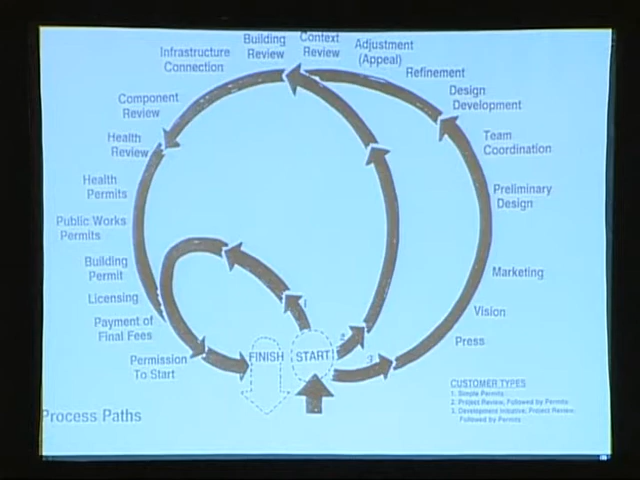 Building
Review
Context
Review
Adjustment
(Appeal)
Infrastructure
Connection
Refinement
Design
Development
Component
Review
Team
Coordination
Health
Review
Health
Permits
Preliminary
Design
Public Works
Permits
Building
Permit
Marketing
Licensing
Vision
Payment of
Final Fees
Press
Permission
To Start
FINISH
START
1
2
3
Process Paths
CUSTOMER TYPES
1. Simple Permits
2. Project Review, Followed by Permits
3. Development Initiative, Project Review,
Followed by Permits